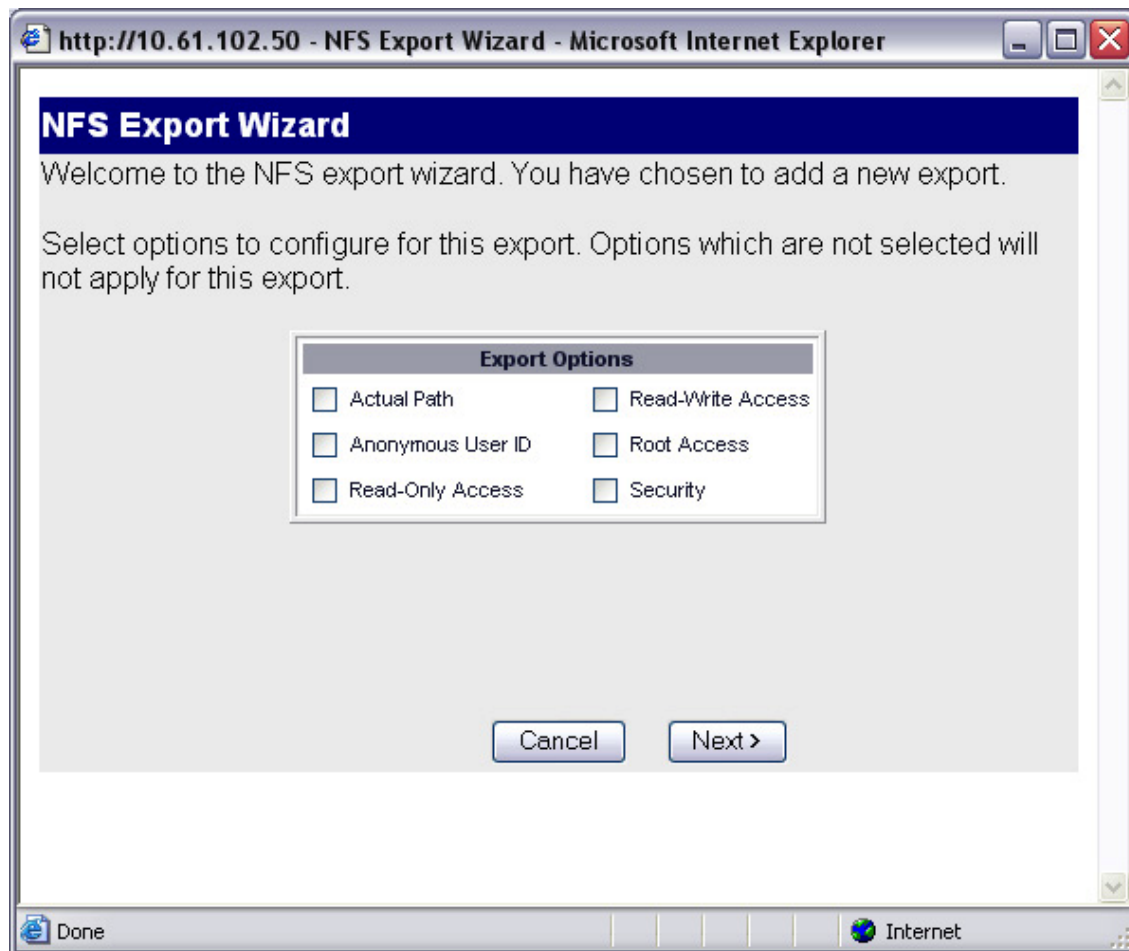 http://10.61.102.50 - NFS Export Wizard - Microsoft Internet Explorer
NFS Export Wizard
Welcome to the NFS export wizard. You have chosen to add a new export.
Select options to configure for this export. Options which are not selected will
not apply for this export.
Export Options
Actual Path
Read-Write Access
Anonymous User ID
Root Access
Read-Only Access
Security
Cancel
Next >
Done
Internet